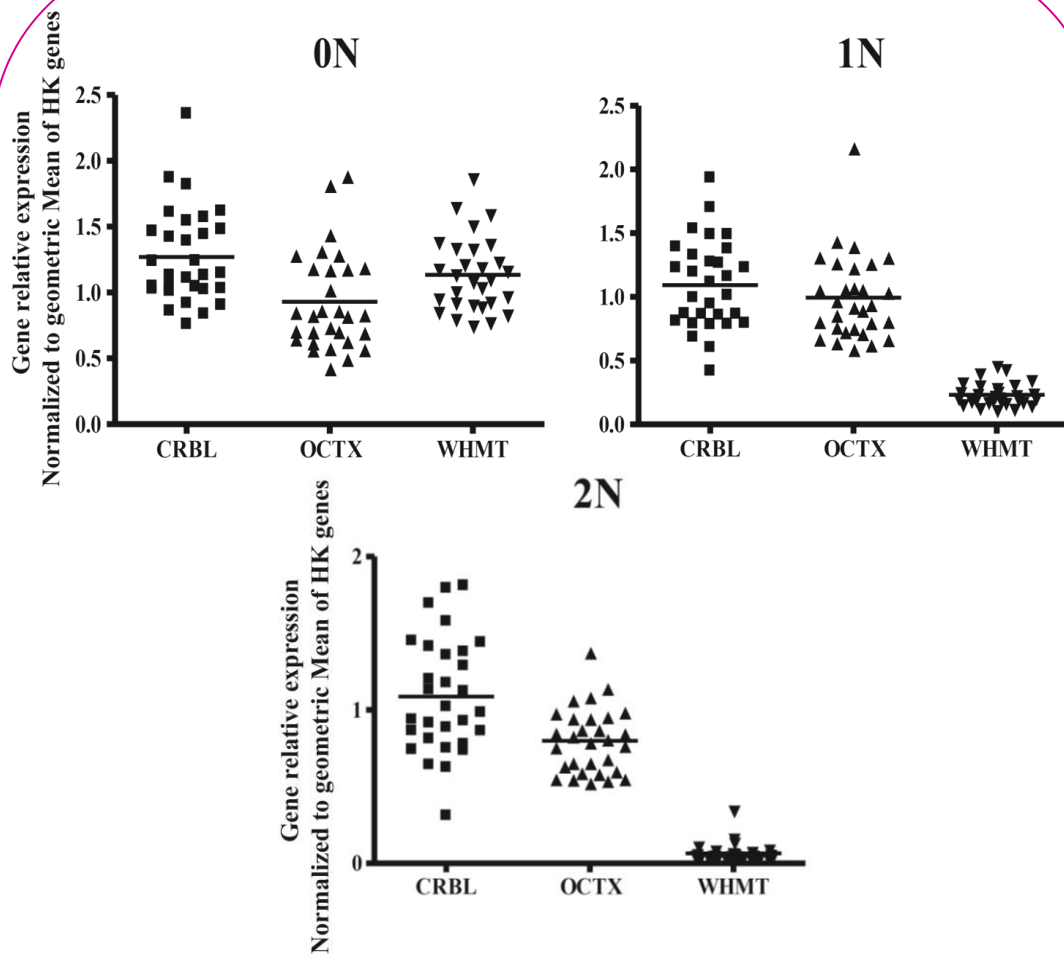 0N
Gene relative expression
Normalized to geometric Mean of HK genes
2.5
2.0
1.5
1.0
0.5
0.0
CRBL OCTX WHMT
1N
2.5
2.0
1.5
1.0
0.5
0.0
CRBL OCTX WHMT
2N
Gene relative expression
Normalized to geometric Mean of HK genes
2
1
0
CRBL OCTX WHMT